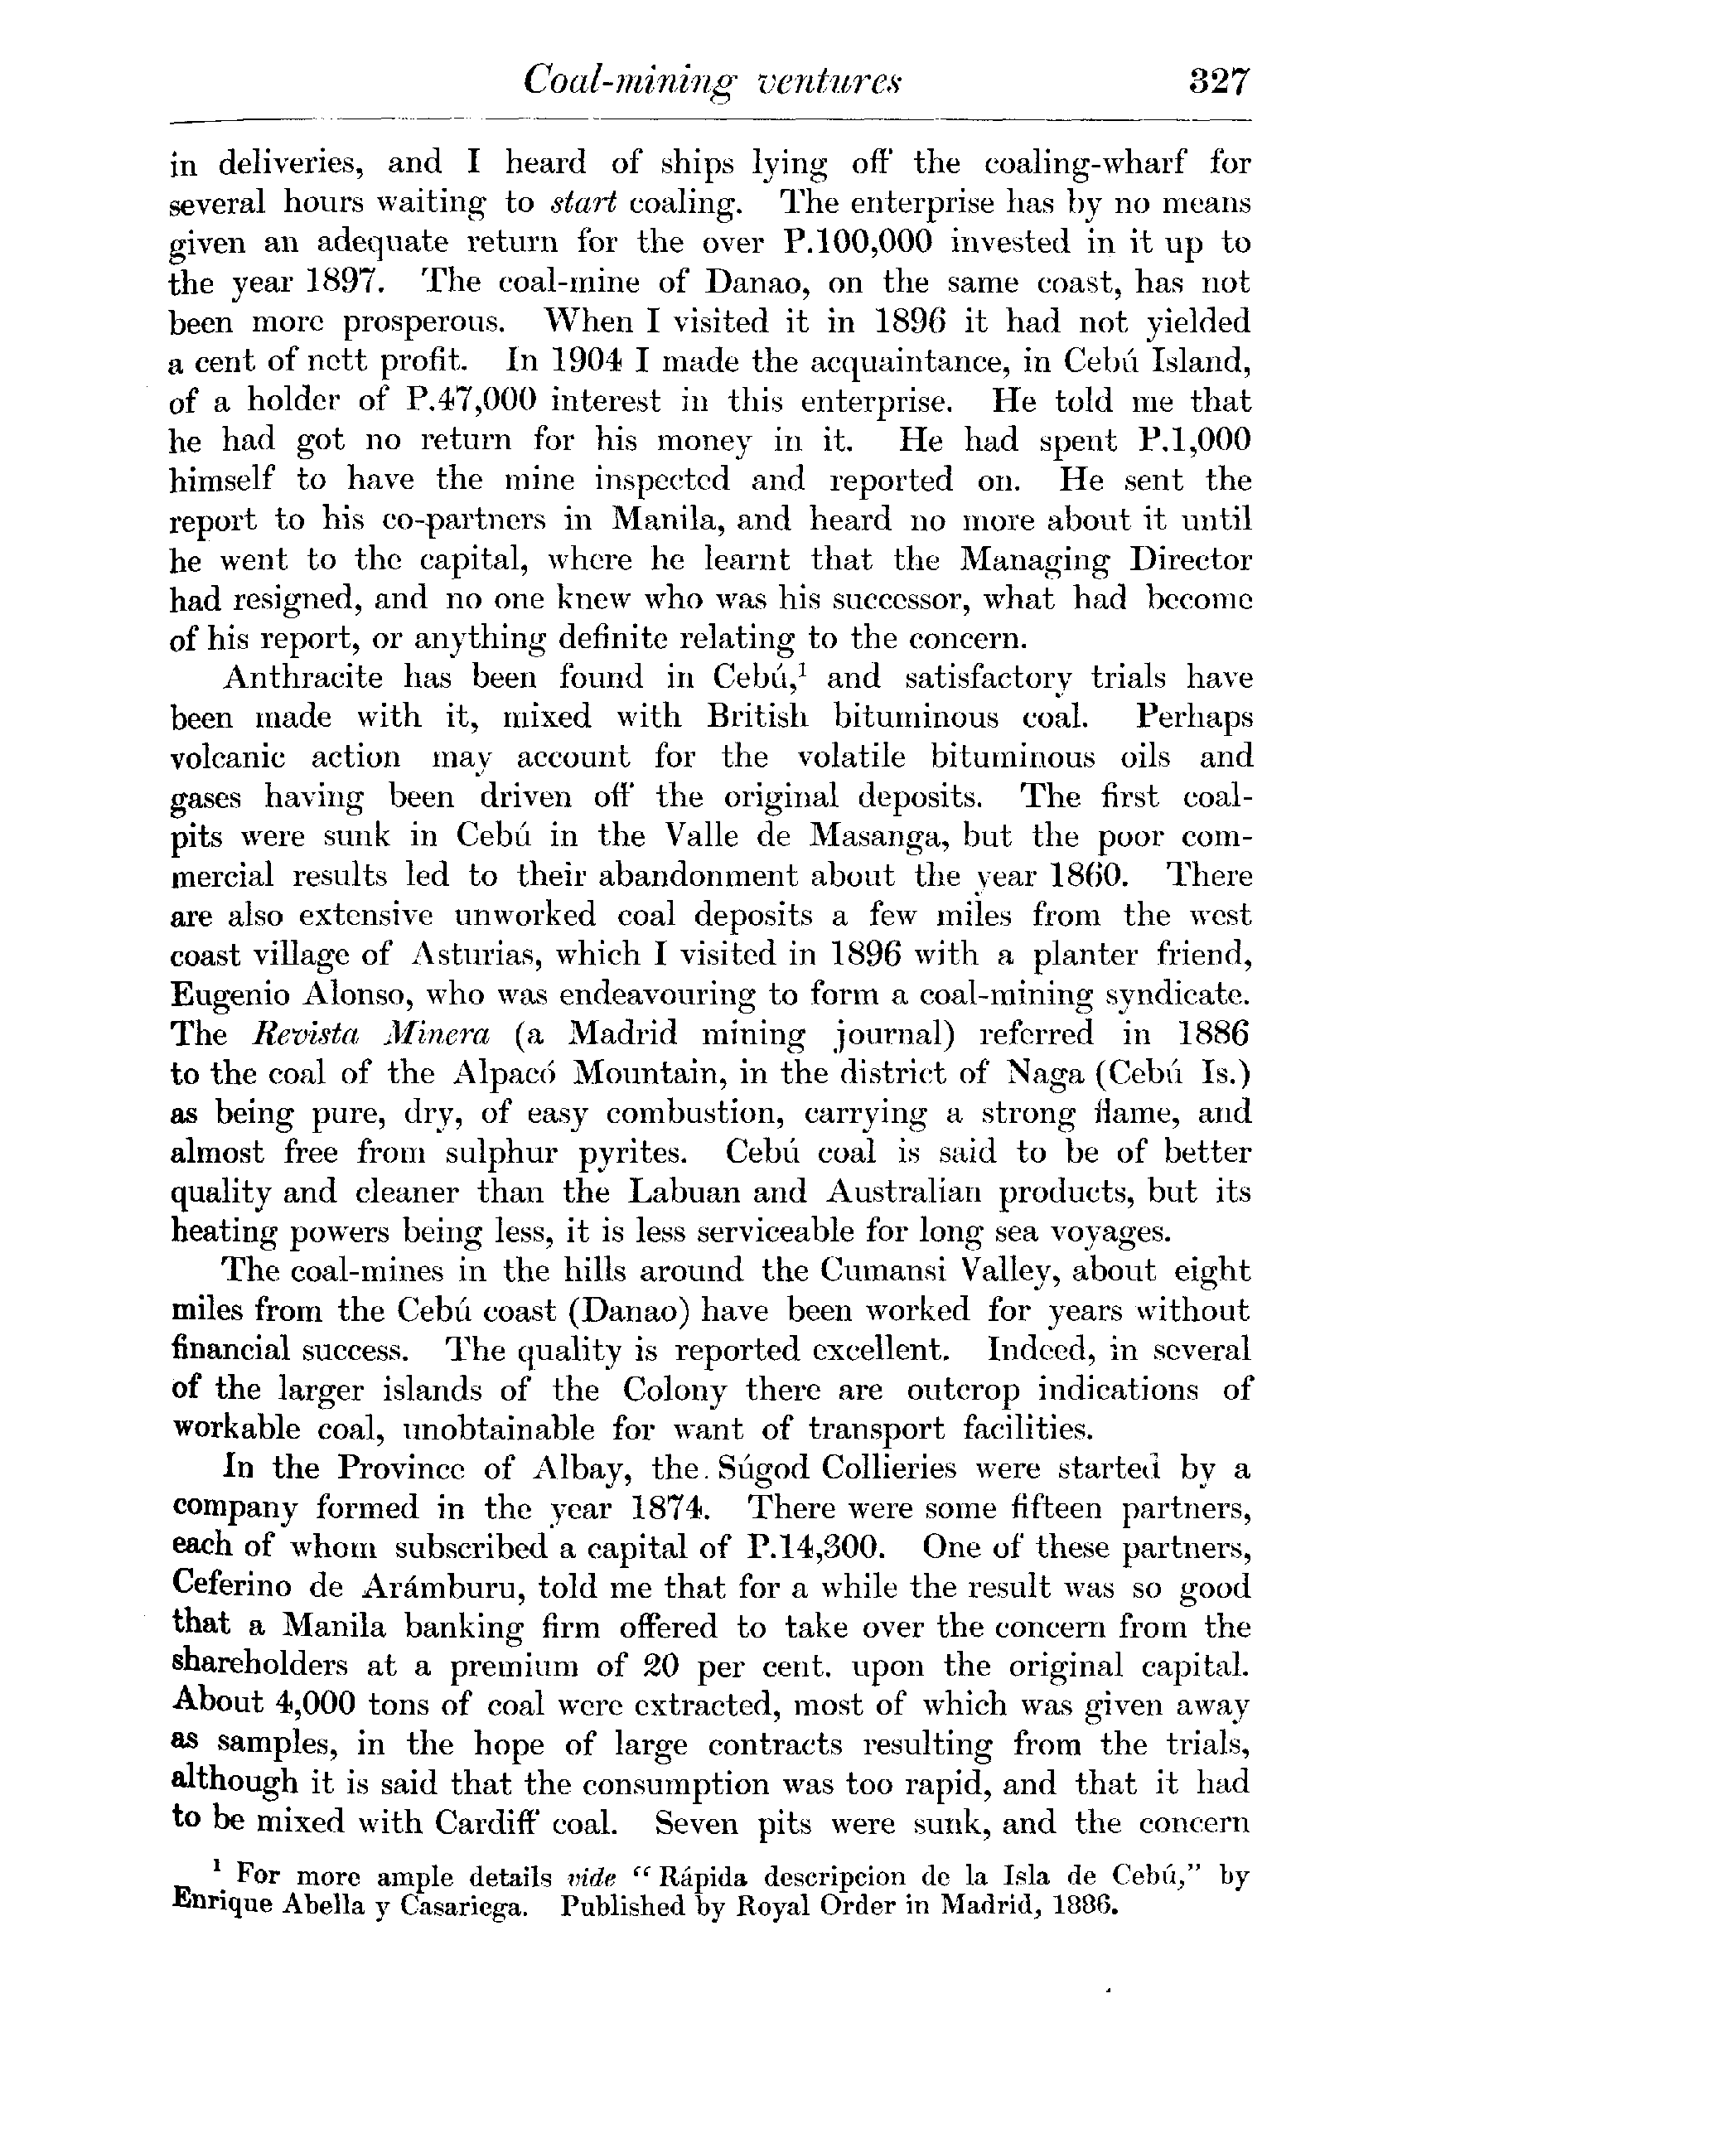 Coal-mining ventures 327
in deliveries, and I heard of ships lying off the coaling-wharf for
several hours waiting to start coaling. The enterprise has by no means
given an adequate return for the over P.100,000 invested in it up to
the year 1897. The coal-mine of Danao, on the same coast, has not
been more prosperous. When I visited it in 1896 it had not yielded
a cent of nett profit. In 1904 I made the acquaintance, in Cebú Island,
of a holder of P.47,000 interest in this enterprise. He told me that
he had got no return for his money in it. He had spent P.1,000
himself to have the mine inspected and reported on. He sent the
report to his co-partners in Manila, and heard no more about it until
he went to the capital, where he learnt that the Managing Director
had resigned, and no one knew who was his successor, what had become
of his report, or anything definite relating to the concern.
Anthracite has been found in Cebú,¹ and satisfactory trials have
been made with it, mixed with British bituminous coal. Perhaps
volcanic action may account for the volatile bituminous oils and
gases having been driven off the original deposits. The first coal-
pits were sunk in Cebú in the Valle de Masanga, but the poor com-
mercial results led to their abandonment about the year 1860. There
are also extensive unworked coal deposits a few miles from the west
coast village of Asturias, which I visited in 1896 with a planter friend,
Eugenio Alonso, who was endeavouring to form a coal-mining syndicate.
The Revista Minera (a Madrid mining journal) referred in 1886
to the coal of the Alpacó Mountain, in the district of Naga (Cebú Is.)
as being pure, dry, of easy combustion, carrying a strong flame, and
almost free from sulphur pyrites. Cebú coal is said to be of better
quality and cleaner than the Labuan and Australian products, but its
heating powers being less, it is less serviceable for long sea voyages.
The coal-mines in the hills around the Cumansi Valley, about eight
miles from the Cebú coast (Danao) have been worked for years without
financial success. The quality is reported excellent. Indeed, in several
of the larger islands of the Colony there are outcrop indications of
workable coal, unobtainable for want of transport facilities.
In the Province of Albay, the Súgod Collieries were started by a
company formed in the year 1874. There were some fifteen partners,
each of whom subscribed a capital of P.14,300. One of these partners,
Ceferino de Arámburu, told me that for a while the result was so good
that a Manila banking firm offered to take over the concern from the
shareholders at a premium of 20 per cent. upon the original capital.
About 4,000 tons of coal were extracted, most of which was given away
as samples, in the hope of large contracts resulting from the trials,
although it is said that the consumption was too rapid, and that it had
to be mixed with Cardiff coal. Seven pits were sunk, and the concern
¹ For more ample details vide "Rápida descripcion de la Isla de Cebú," by
Enrique Abella y Casariega. Published by Royal Order in Madrid, 1886.